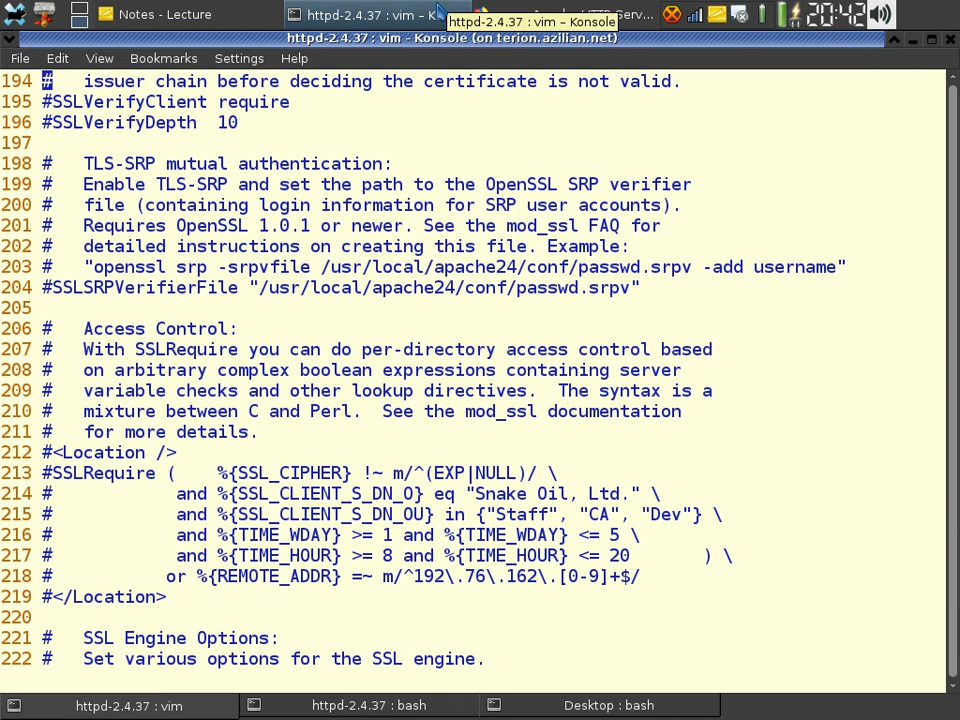 Notes - Lecture
httpd-2.4.37 : vim – K
HTTP Serv...
20:42
httpd-2.4.37 : vim – Konsole
httpd-2.4.37 : vim – Konsole (on terion.azilian.net)
File Edit View Bookmarks Settings Help
194 #   issuer chain before deciding the certificate is not valid.
195 #SSLVerifyClient require
196 #SSLVerifyDepth  10
197
198 #   TLS-SRP mutual authentication:
199 #   Enable TLS-SRP and set the path to the OpenSSL SRP verifier
200 #   file (containing login information for SRP user accounts).
201 #   Requires OpenSSL 1.0.1 or newer. See the mod_ssl FAQ for
202 #   detailed instructions on creating this file. Example:
203 #   "openssl srp -srpvfile /usr/local/apache24/conf/passwd.srpv -add username"
204 #SSLSRPVerifierFile "/usr/local/apache24/conf/passwd.srpv"
205
206 #   Access Control:
207 #   With SSLRequire you can do per-directory access control based
208 #   on arbitrary complex boolean expressions containing server
209 #   variable checks and other lookup directives.  The syntax is a
210 #   mixture between C and Perl.  See the mod_ssl documentation
211 #   for more details.
212 #<Location />
213 #SSLRequire (    %{SSL_CIPHER} !~ m/^(EXP|NULL)/ \
214 #            and %{SSL_CLIENT_S_DN_O} eq "Snake Oil, Ltd." \
215 #            and %{SSL_CLIENT_S_DN_OU} in {"Staff", "CA", "Dev"} \
216 #            and %{TIME_WDAY} >= 1 and %{TIME_WDAY} <= 5 \
217 #            and %{TIME_HOUR} >= 8 and %{TIME_HOUR} <= 20       ) \
218 #           or %{REMOTE_ADDR} =~ m/^192\.76\.162\.[0-9]+$/
219 #</Location>
220
221 #   SSL Engine Options:
222 #   Set various options for the SSL engine.
httpd-2.4.37 : vim
httpd-2.4.37 : bash
Desktop : bash